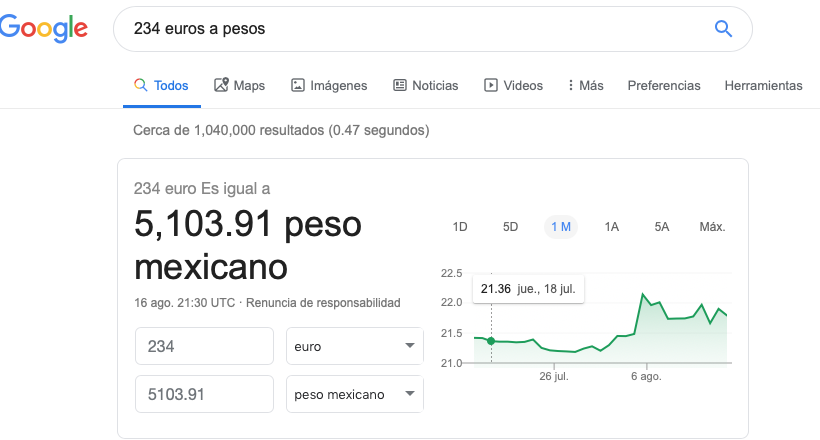 Google
234 euros a pesos
Todos Maps Imágenes Noticias Videos Más Preferencias Herramientas
Cerca de 1,040,000 resultados (0.47 segundos)
234 euro Es igual a
5,103.91 peso
mexicano
16 ago. 21:30 UTC · Renuncia de responsabilidad
234 euro
5103.91 peso mexicano
1D 5D 1 M 1A 5A Máx.
22.5
21.36 jue., 18 jul.
22.0
21.5
21.0
26 jul. 6 ago.